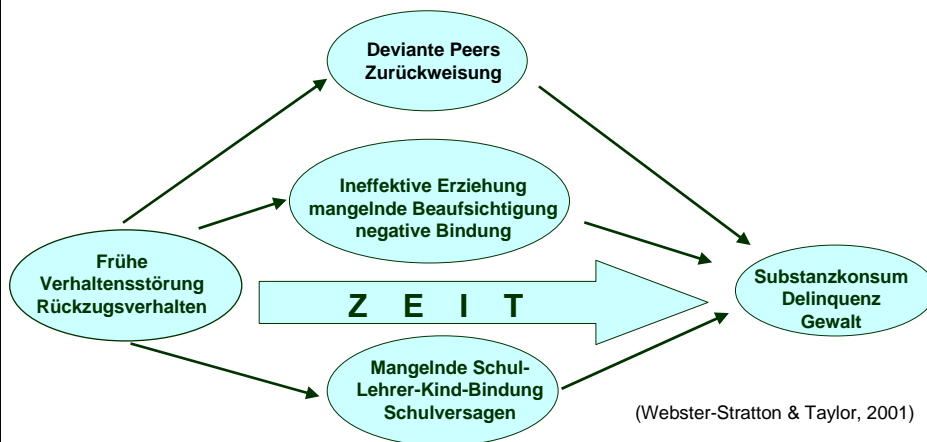 Deviante Peers
Zurückweisung
Ineffektive Erziehung
mangelnde Beaufsichtigung
negative Bindung
Frühe
Verhaltensstörung
Rückzugsverhalten
Z E I T
Substanzkonsum
Delinquenz
Gewalt
Mangelnde Schul-
Lehrer-Kind-Bindung
Schulversagen
(Webster-Stratton & Taylor, 2001)